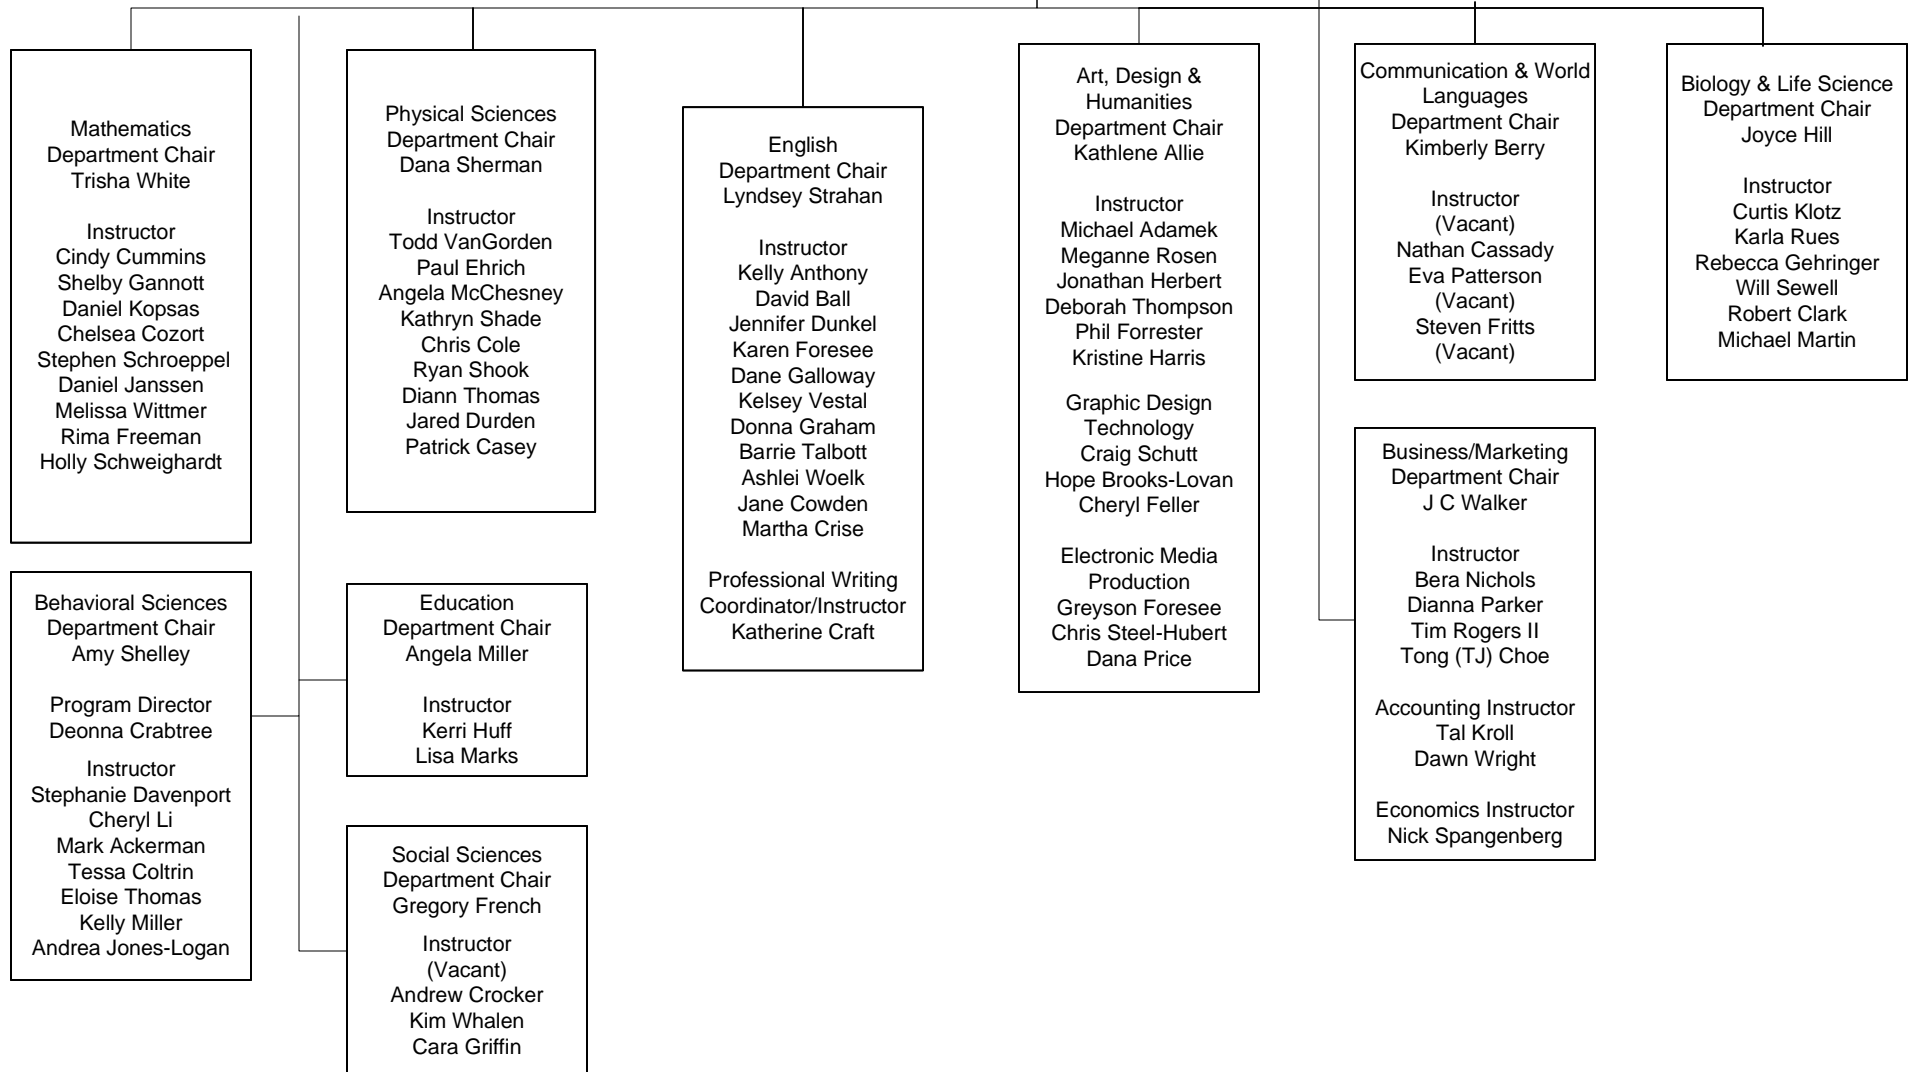 Mathematics
Department Chair
Trisha White
Instructor
Cindy Cummins
Shelby Gannott
Daniel Kopsas
Chelsea Cozort
Stephen Schroeppel
Daniel Janssen
Melissa Wittmer
Rima Freeman
Holly Schweighardt
Physical Sciences
Department Chair
Dana Sherman
Instructor
Todd VanGorden
Paul Ehrich
Angela McChesney
Kathryn Shade
Chris Cole
Ryan Shook
Diann Thomas
Jared Durden
Patrick Casey
English
Department Chair
Lyndsey Strahan
Instructor
Kelly Anthony
David Ball
Jennifer Dunkel
Karen Foresee
Dane Galloway
Kelsey Vestal
Donna Graham
Barrie Talbott
Ashlei Woelk
Jane Cowden
Martha Crise
Professional Writing
Coordinator/Instructor
Katherine Craft
Art, Design &
Humanities
Department Chair
Kathlene Allie
Instructor
Michael Adamek
Meganne Rosen
Jonathan Herbert
Deborah Thompson
Phil Forrester
Kristine Harris
Graphic Design
Technology
Craig Schutt
Hope Brooks-Lovan
Cheryl Feller
Electronic Media
Production
Greyson Foresee
Chris Steel-Hubert
Dana Price
Communication & World
Languages
Department Chair
Kimberly Berry
Instructor
(Vacant)
Nathan Cassady
Eva Patterson
(Vacant)
Steven Fritts
(Vacant)
Biology & Life Science
Department Chair
Joyce Hill
Instructor
Curtis Klotz
Karla Rues
Rebecca Gehringer
Will Sewell
Robert Clark
Michael Martin
Behavioral Sciences
Department Chair
Amy Shelley
Program Director
Deonna Crabtree
Instructor
Stephanie Davenport
Cheryl Li
Mark Ackerman
Tessa Coltrin
Eloise Thomas
Kelly Miller
Andrea Jones-Logan
Education
Department Chair
Angela Miller
Instructor
Kerri Huff
Lisa Marks
Social Sciences
Department Chair
Gregory French
Instructor
(Vacant)
Andrew Crocker
Kim Whalen
Cara Griffin
Business/Marketing
Department Chair
J C Walker
Instructor
Bera Nichols
Dianna Parker
Tim Rogers II
Tong (TJ) Choe
Accounting Instructor
Tal Kroll
Dawn Wright
Economics Instructor
Nick Spangenberg